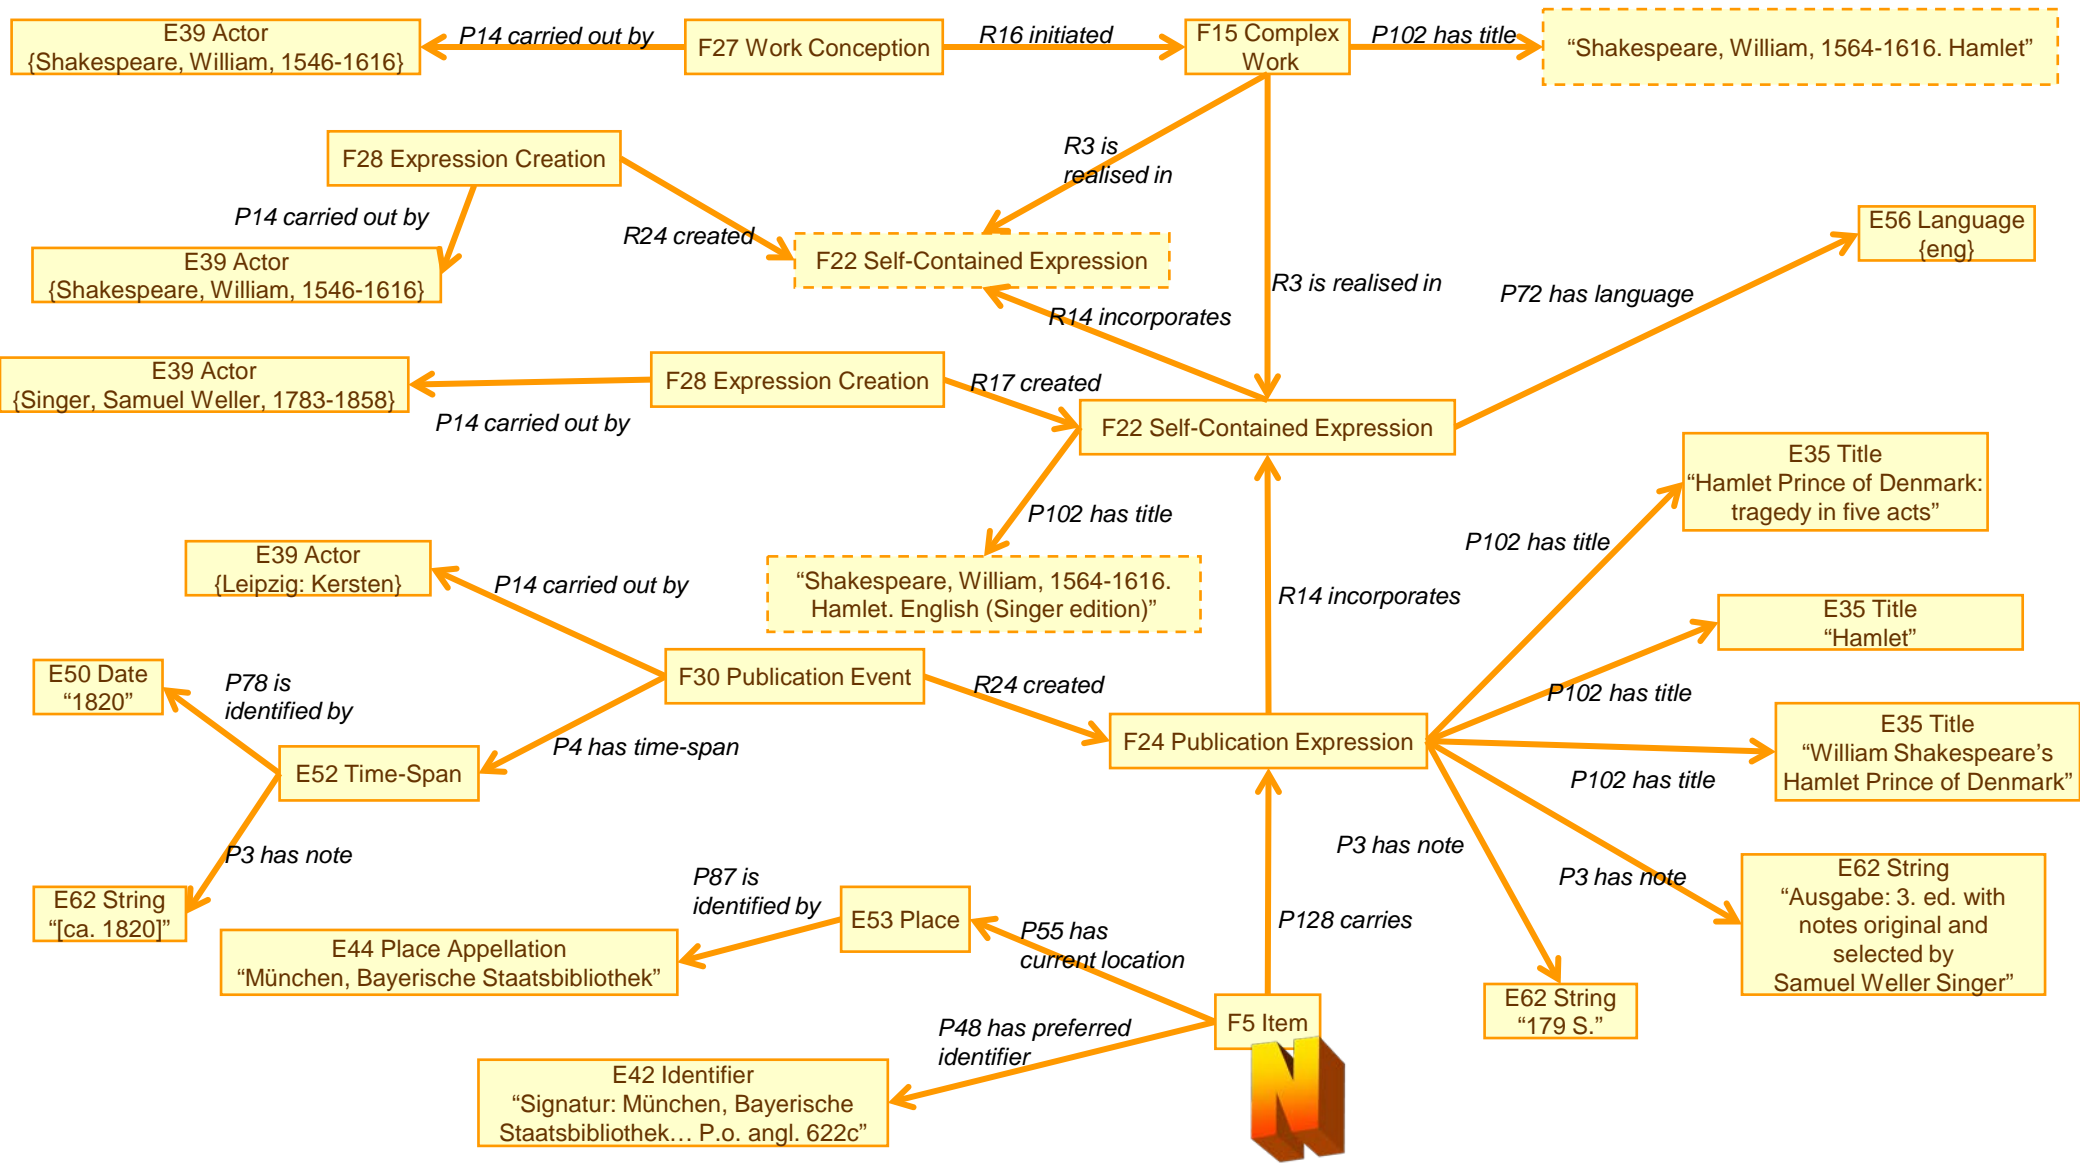 E39 Actor
{Shakespeare, William, 1546-1616}
P14 carried out by
F27 Work Conception
R16 initiated
F15 Complex
Work
P102 has title
“Shakespeare, William, 1564-1616. Hamlet”
F28 Expression Creation
R3 is
realised in
P14 carried out by
R24 created
E39 Actor
{Shakespeare, William, 1546-1616}
F22 Self-Contained Expression
R3 is realised in
E56 Language
{eng}
P72 has language
R14 incorporates
E39 Actor
{Singer, Samuel Weller, 1783-1858}
P14 carried out by
F28 Expression Creation
R17 created
F22 Self-Contained Expression
P102 has title
“Shakespeare, William, 1564-1616.
Hamlet. English (Singer edition)”
R14 incorporates
E35 Title
“Hamlet Prince of Denmark:
tragedy in five acts”
P102 has title
E35 Title
“Hamlet”
P102 has title
E39 Actor
{Leipzig: Kersten}
P14 carried out by
F30 Publication Event
R24 created
E50 Date
“1820”
P78 is
identified by
P4 has time-span
E52 Time-Span
F24 Publication Expression
E35 Title
“William Shakespeare’s
Hamlet Prince of Denmark”
P102 has title
P3 has note
E62 String
“[ca. 1820]”
P3 has note
P3 has note
E62 String
“Ausgabe: 3. ed. with
notes original and
selected by
Samuel Weller Singer”
E62 String
“179 S.”
P87 is
identified by
E53 Place
P55 has
current location
P128 carries
E44 Place Appellation
“München, Bayerische Staatsbibliothek”
F5 Item
P48 has preferred
identifier
E42 Identifier
“Signatur: München, Bayerische
Staatsbibliothek… P.o. angl. 622c”
N